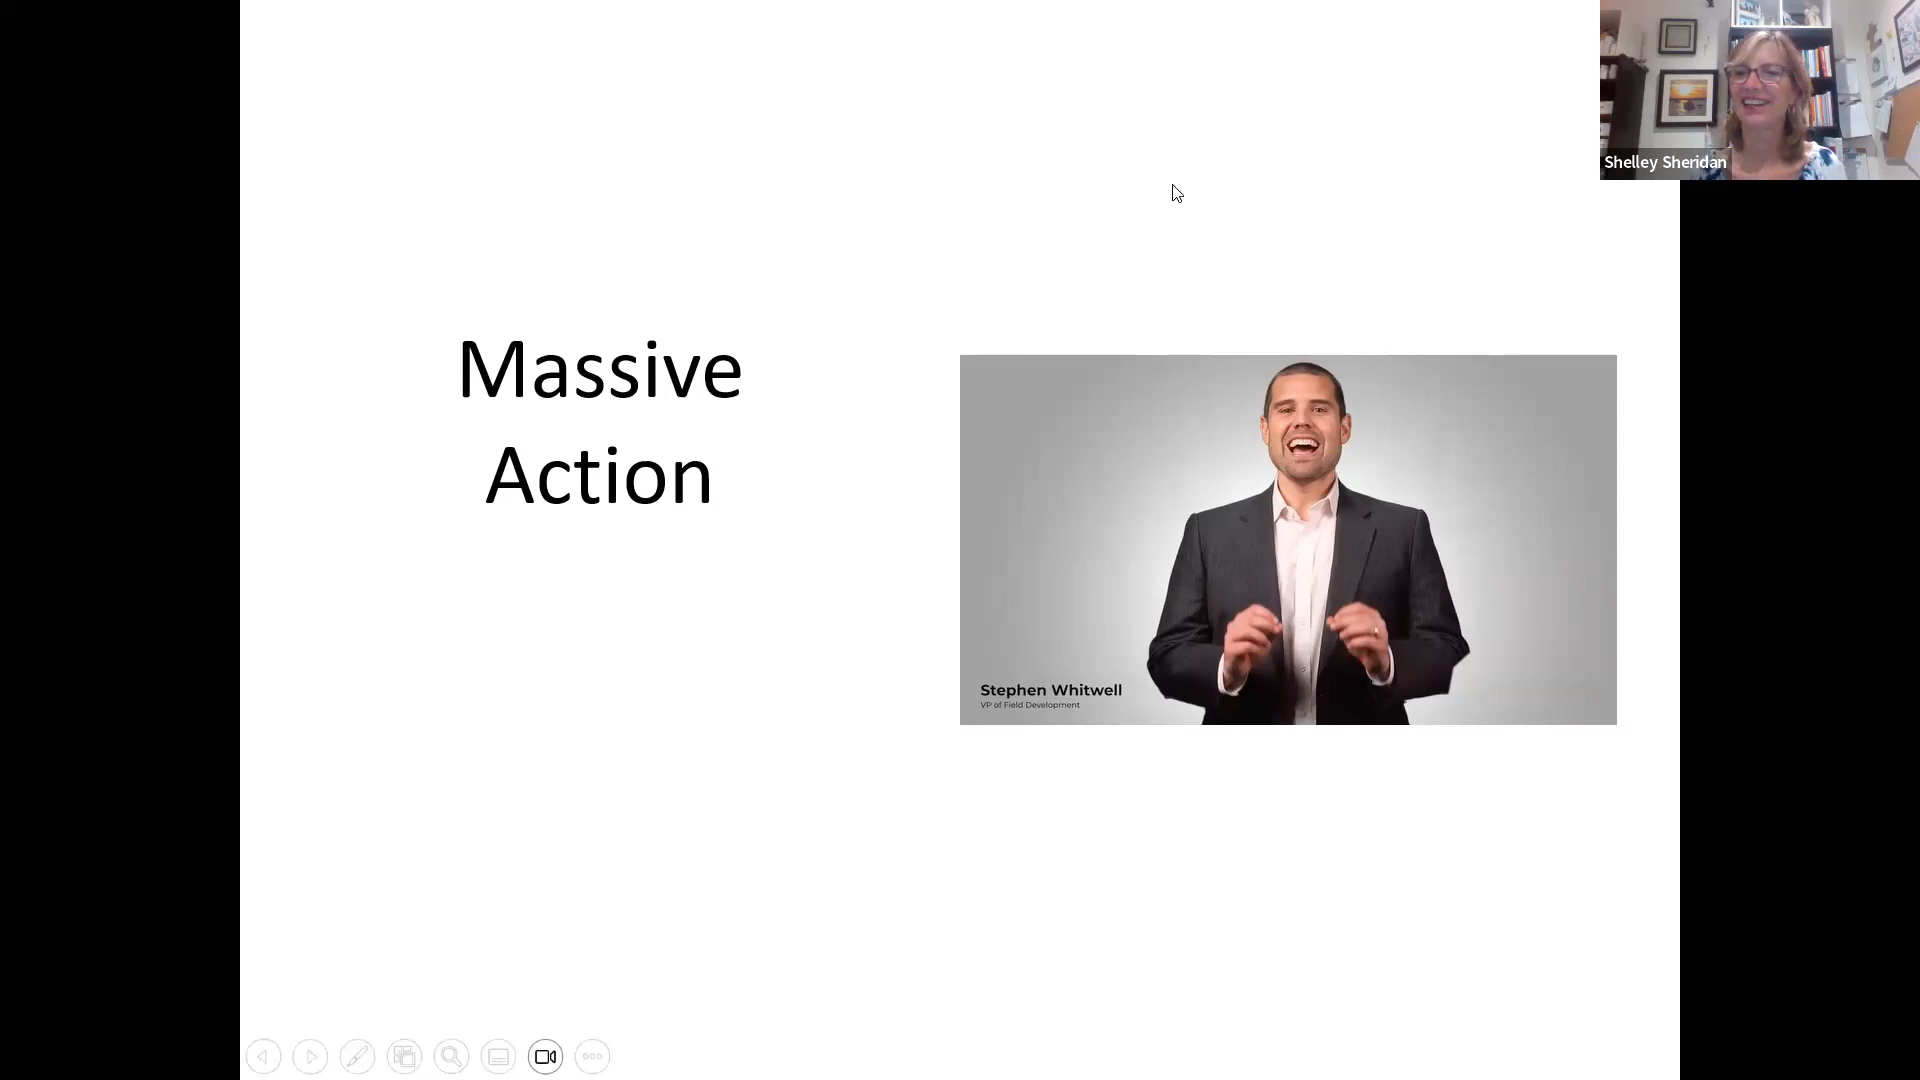 Shelley Sheridan
Massive
Action
Stephen Whitwell
VP of Field Development